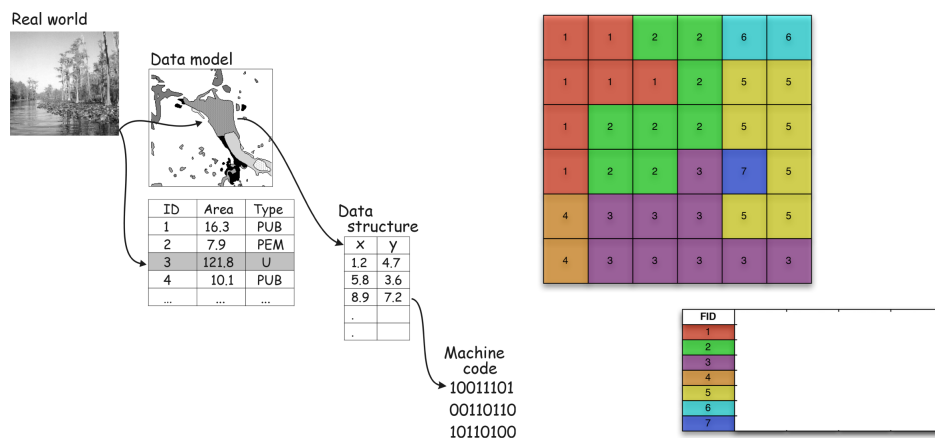 Real world
Data model
ID Area Type
1 16.3 PUB
2 7.9 PEM
3 121.8 U
4 10.1 PUB
... ... ...
Data
structure
x y
1.2 4.7
5.8 3.6
8.9 7.2
.
.
Machine
code
10011101
00110110
10110100
1 1 2 2 6 6
1 1 1 2 5 5
1 2 2 2 5 5
1 2 2 3 7 5
4 3 3 3 5 5
4 3 3 3 3 3
FID
1
2
3
4
5
6
7